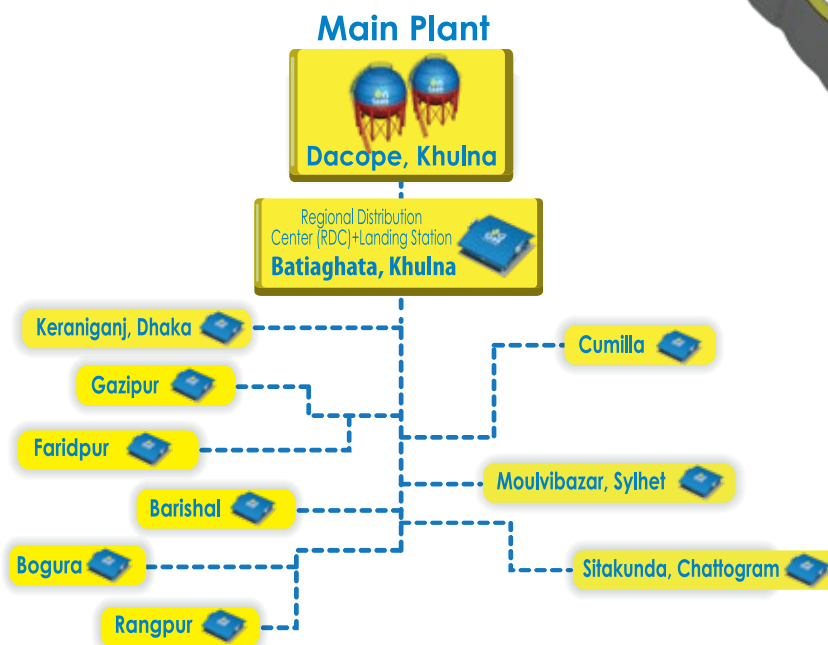 Main Plant
Dacope, Khulna
Regional Distribution
Center (RDC)+Landing Station
Batiaghata, Khulna
Keraniganj, Dhaka
Cumilla
Gazipur
Faridpur
Moulvibazar, Sylhet
Barishal
Bogura
Sitakunda, Chattogram
Rangpur